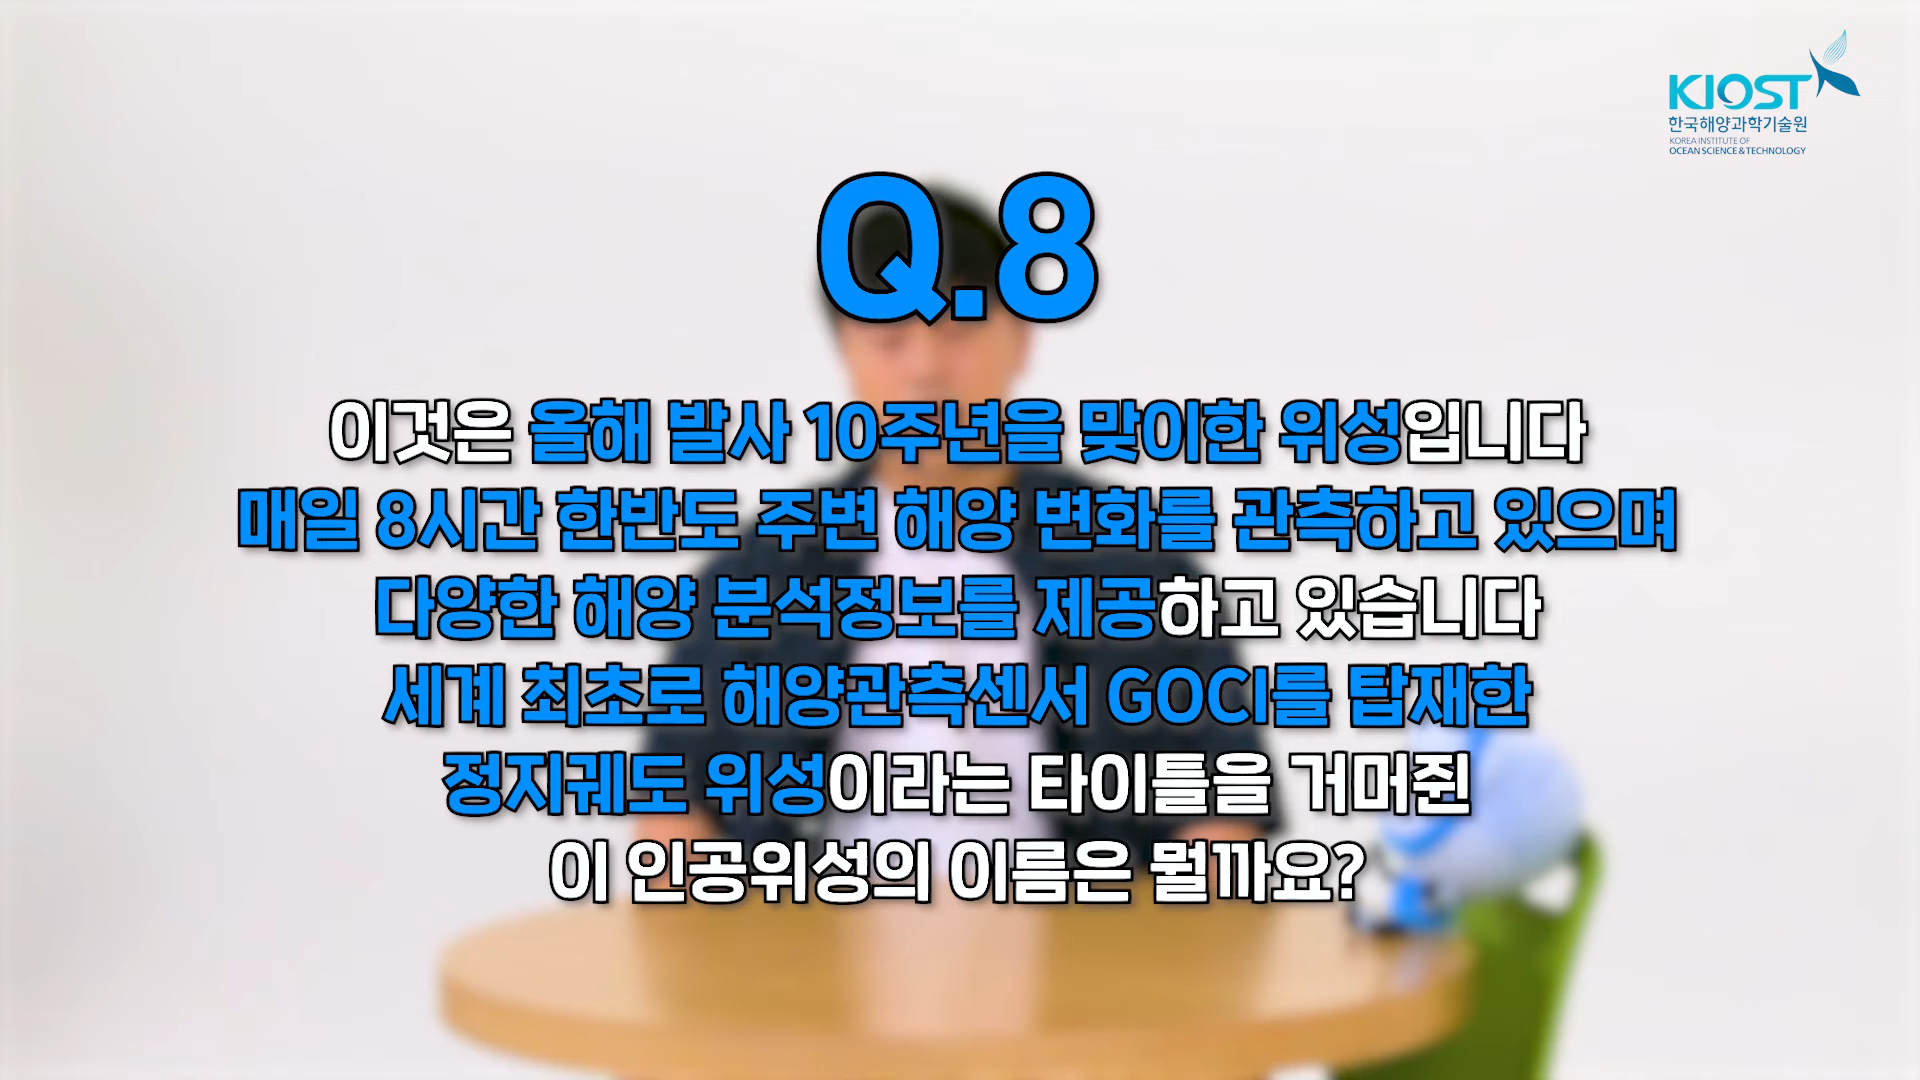 KIOST
한국해양과학기술원
KOREA INSTITUTE OF
OCEAN SCIENCE & TECHNOLOGY
Q.8
이것은 올해 발사 10주년을 맞이한 위성입니다
매일 8시간 한반도 주변 해양 변화를 관측하고 있으며
다양한 해양 분석정보를 제공하고 있습니다
세계 최초로 해양관측센서 GOCI를 탑재한
정지궤도 위성이라는 타이틀을 거머쥔
이 인공위성의 이름은 뭘까요?